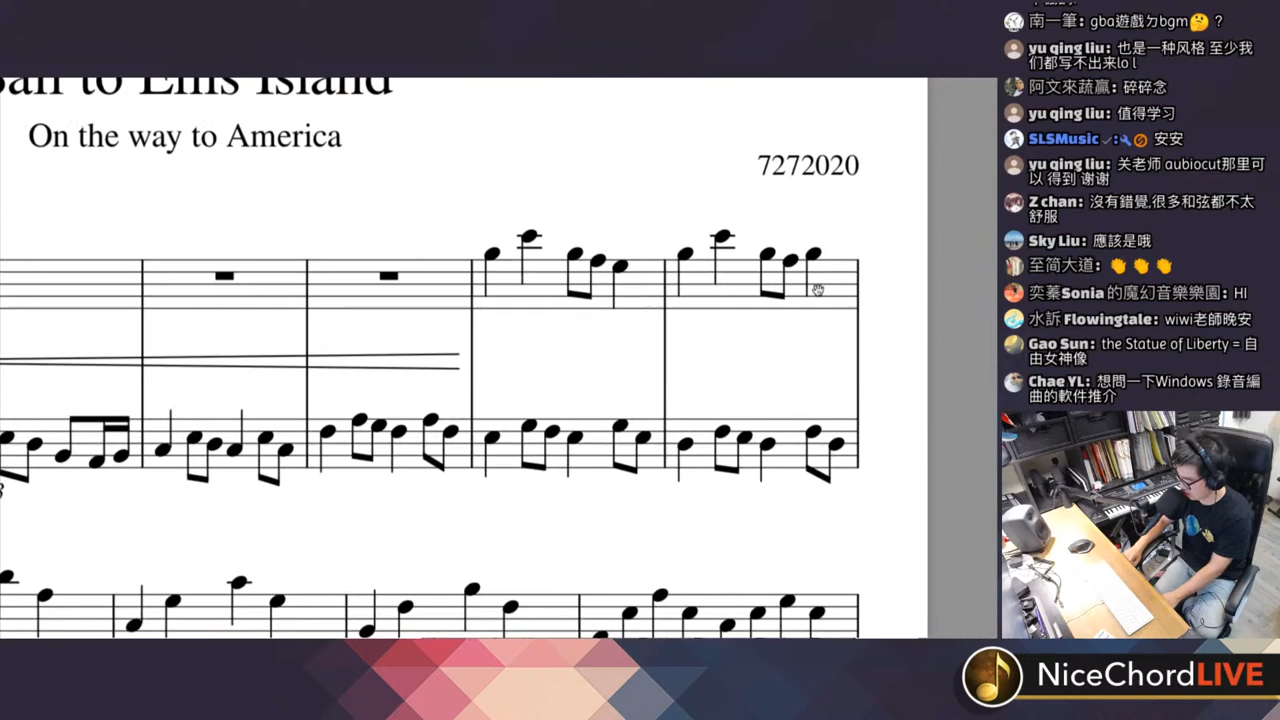 Sail to Ellis Island
On the way to America
7272020
南一筆: gba遊戲ㄉbgm🤔 ?
yu qing liu: 也是一种风格 至少我
们都写不出来lo l
阿文來蔬贏: 碎碎念
yu qing liu: 值得学习
SLSMusic ✓:🔧🚫 安安
yu qing liu: 关老师 aubiocut那里可
以 得到 谢谢
Z chan: 沒有錯覺,很多和弦都不太
舒服
Sky Liu: 應該是哦
至简大道: 👏 👏 👏
奕蓁Sonia 的魔幻音樂樂園: HI
水訴 Flowingtale: wiwi老師晚安
Gao Sun: the Statue of Liberty = 自
由女神像
Chae YL: 想問一下Windows 錄音編
曲的軟件推介
NiceChordLIVE